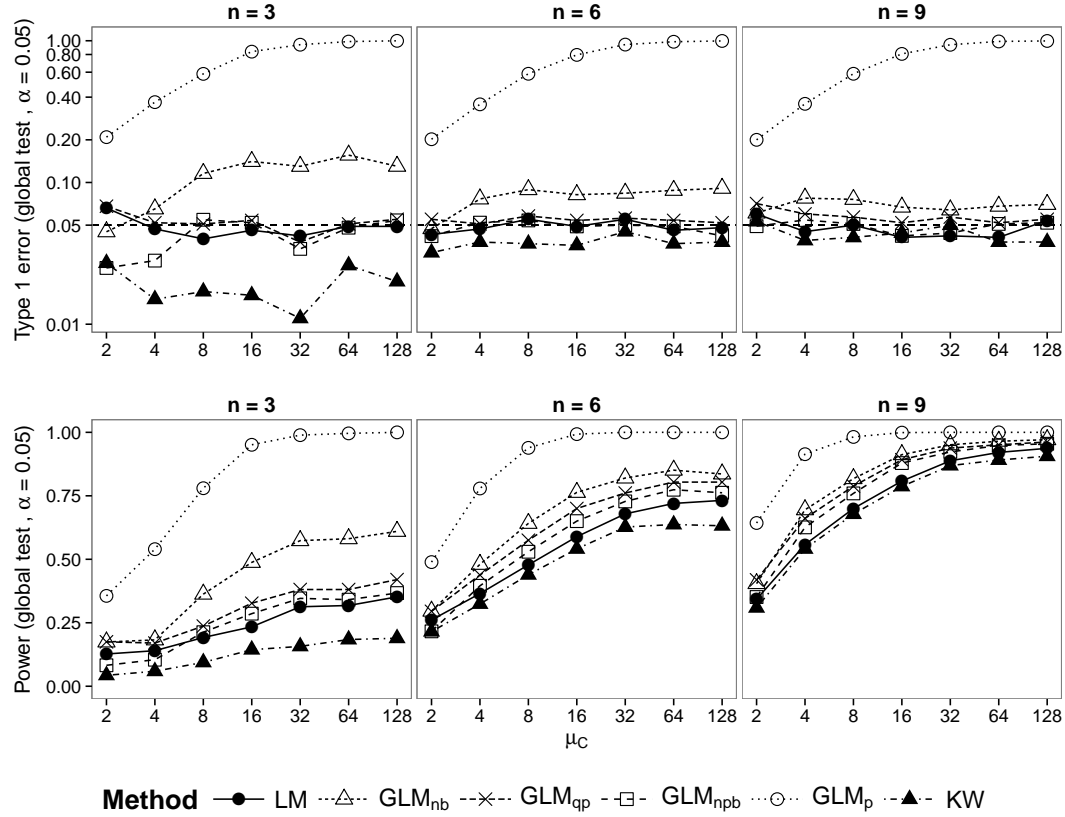 n = 3
n = 6
n = 9
Type 1 error (global test , α = 0.05)
1.00
0.80
0.60
0.40
0.20
0.10
0.05
0.01
2 4 8 16 32 64 128
2 4 8 16 32 64 128
2 4 8 16 32 64 128
n = 3
n = 6
n = 9
Power (global test , α = 0.05)
1.00
0.75
0.50
0.25
0.00
2 4 8 16 32 64 128
2 4 8 16 32 64 128
2 4 8 16 32 64 128
μC
Method LM GLMnb GLMqp GLMnpb GLMp KW